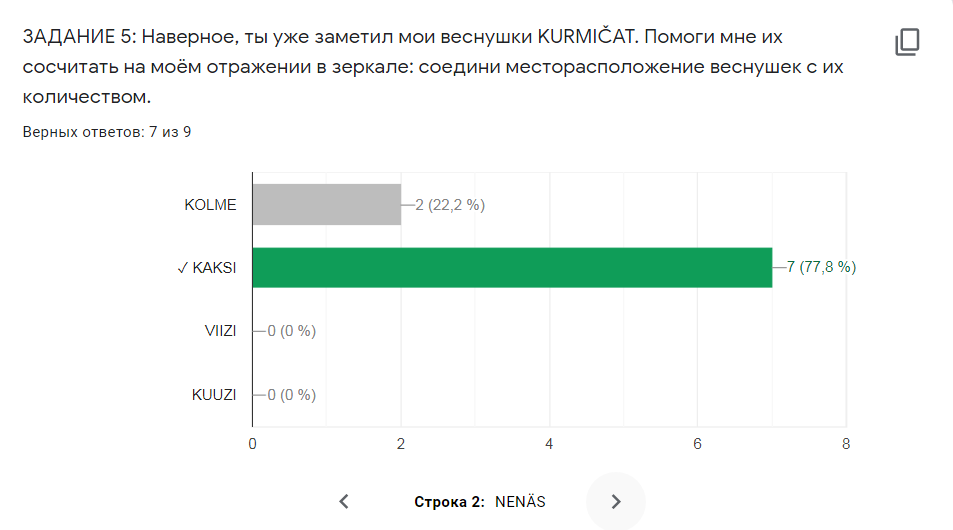 ЗАДАНИЕ 5: Наверное, ты уже заметил мои веснушки KURMIČAT. Помоги мне их
сосчитать на моём отражении в зеркале: соедини месторасположение веснушек с их
количеством.
Верных ответов: 7 из 9
KOLME
2 (22,2 %)
✓ KAKSI
7 (77,8 %)
VIIZI
0 (0 %)
KUUZI
0 (0 %)
0 2 4 6 8
Строка 2: NENÄS